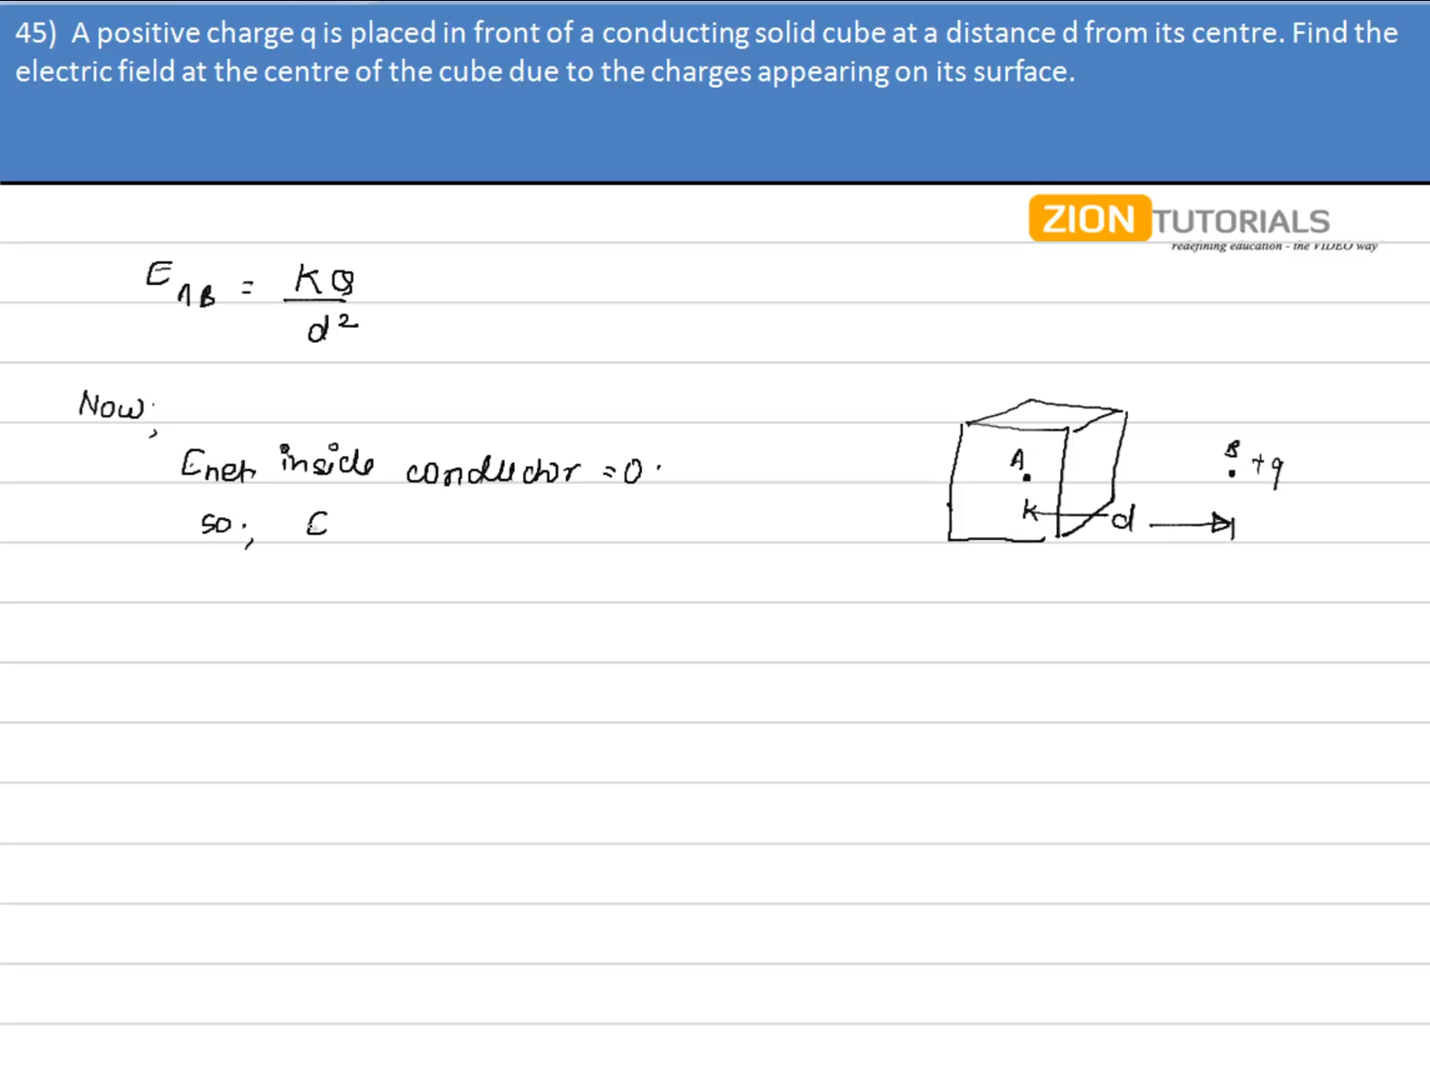 45) A positive charge q is placed in front of a conducting solid cube at a distance d from its centre. Find the
electric field at the centre of the cube due to the charges appearing on its surface.
ZION TUTORIALS
redefining education - the VIDEO way
E_AB = KQ
d²
Now,
Enet inside conductor = 0.
so, E
A
B
+q
d